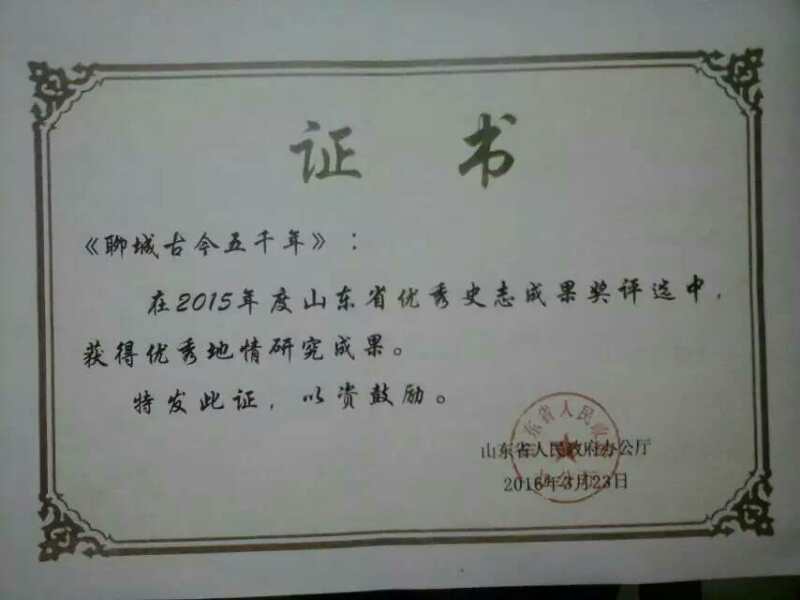 证 书
《聊城古今五千年》：
在2015年度山东省优秀史志成果奖评选中，
获得优秀地情研究成果。
特发此证，以资鼓励。
山东省人民政府办公厅
2016年3月23日